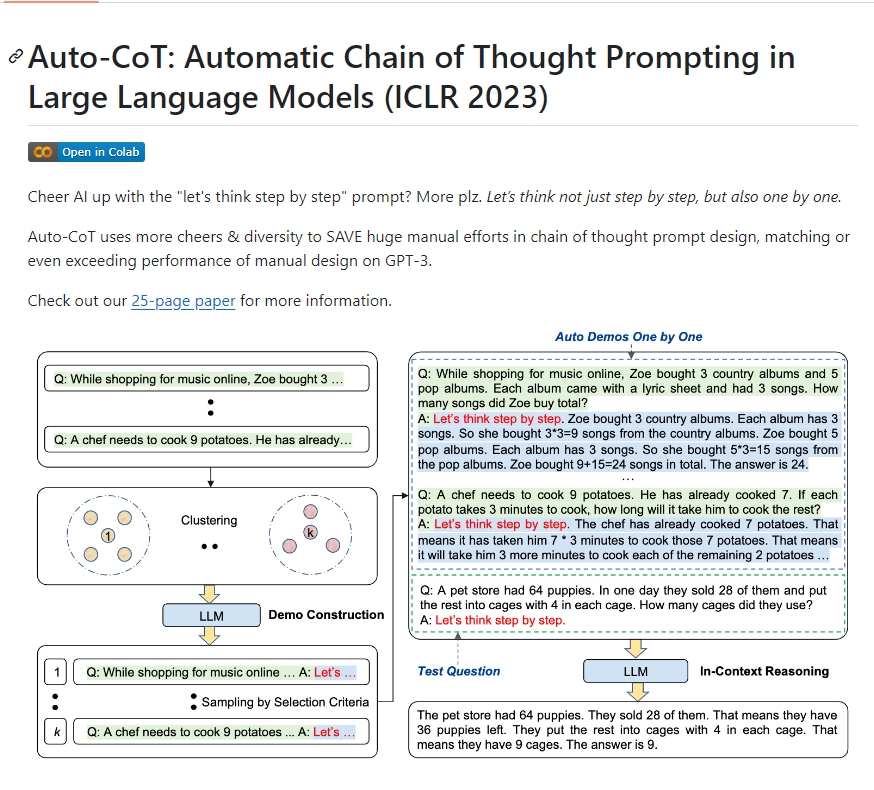 Auto-CoT: Automatic Chain of Thought Prompting in
Large Language Models (ICLR 2023)
Open in Colab
Cheer AI up with the "let's think step by step" prompt? More plz. Let's think not just step by step, but also one by one.
Auto-CoT uses more cheers & diversity to SAVE huge manual efforts in chain of thought prompt design, matching or
even exceeding performance of manual design on GPT-3.
Check out our 25-page paper for more information.
Q: While shopping for music online, Zoe bought 3 ...
Q: A chef needs to cook 9 potatoes. He has already...
1
Clustering
k
LLM
Demo Construction
1
Q: While shopping for music online ... A: Let's ...
Sampling by Selection Criteria
k
Q: A chef needs to cook 9 potatoes ... A: Let's ...
Auto Demos One by One
Q: While shopping for music online, Zoe bought 3 country albums and 5
pop albums. Each album came with a lyric sheet and had 3 songs. How
many songs did Zoe buy total?
A: Let's think step by step. Zoe bought 3 country albums. Each album has 3
songs. So she bought 3*3=9 songs from the country albums. Zoe bought 5
pop albums. Each album has 3 songs. So she bought 5*3=15 songs from
the pop albums. Zoe bought 9+15=24 songs in total. The answer is 24.
...
Q: A chef needs to cook 9 potatoes. He has already cooked 7. If each
potato takes 3 minutes to cook, how long will it take him to cook the rest?
A: Let's think step by step. The chef has already cooked 7 potatoes. That
means it has taken him 7 * 3 minutes to cook those 7 potatoes. That means
it will take him 3 more minutes to cook each of the remaining 2 potatoes ...
Q: A pet store had 64 puppies. In one day they sold 28 of them and put
the rest into cages with 4 in each cage. How many cages did they use?
A: Let's think step by step.
Test Question
LLM
In-Context Reasoning
The pet store had 64 puppies. They sold 28 of them. That means they have
36 puppies left. They put the rest into cages with 4 in each cage. That
means they have 9 cages. The answer is 9.